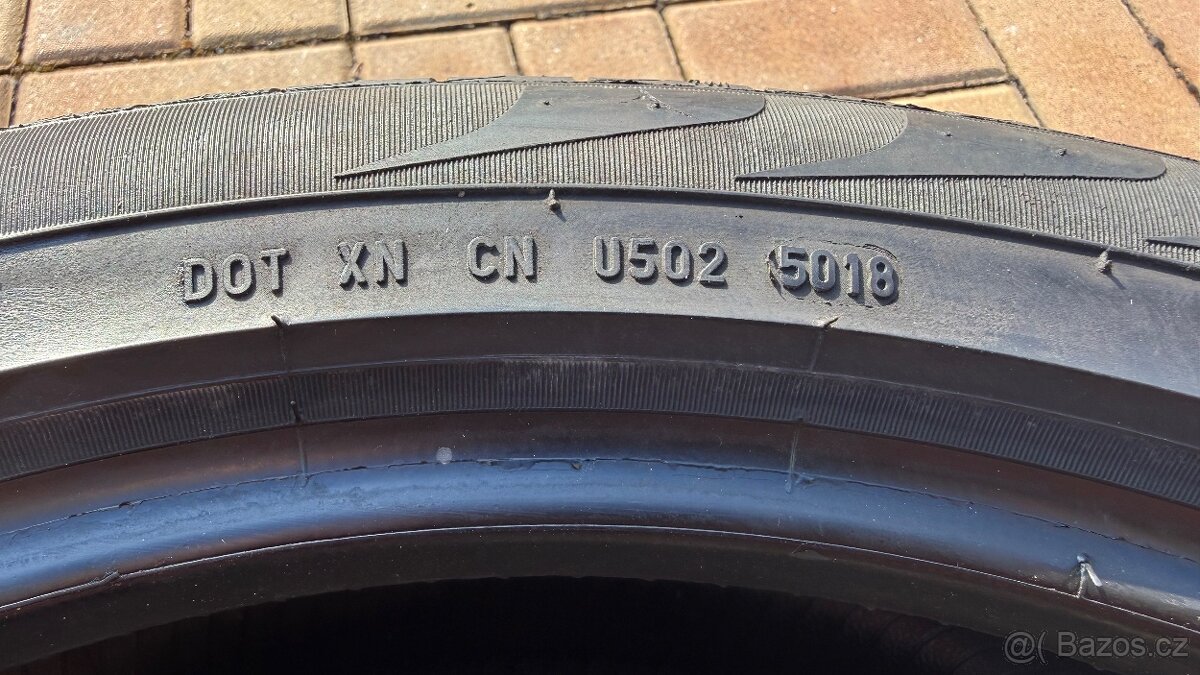 DOT XN CN U502 5018
@( Bazos.cz